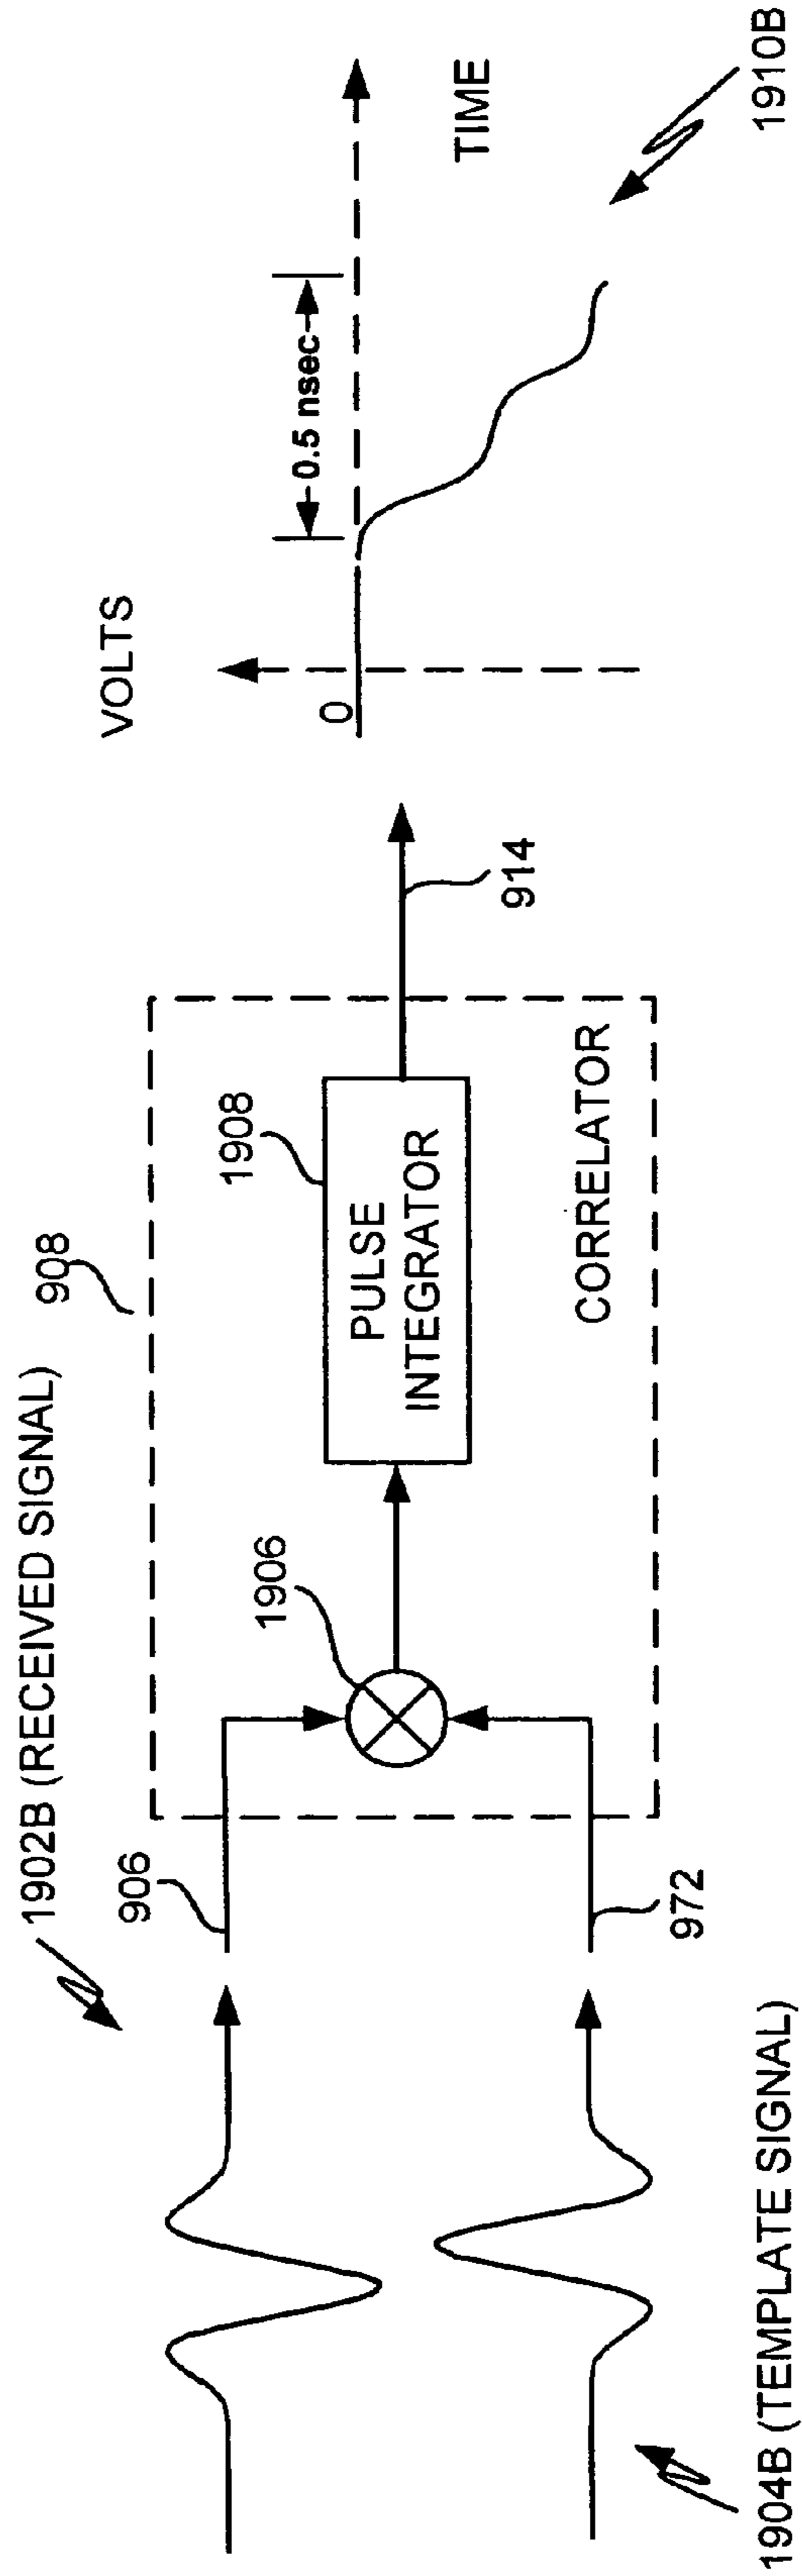 1902B (RECEIVED SIGNAL)
906
908
1906
1908
PULSE
INTEGRATOR
CORRELATOR
914
972
1904B (TEMPLATE SIGNAL)
VOLTS
0
0.5 nsec
TIME
1910B